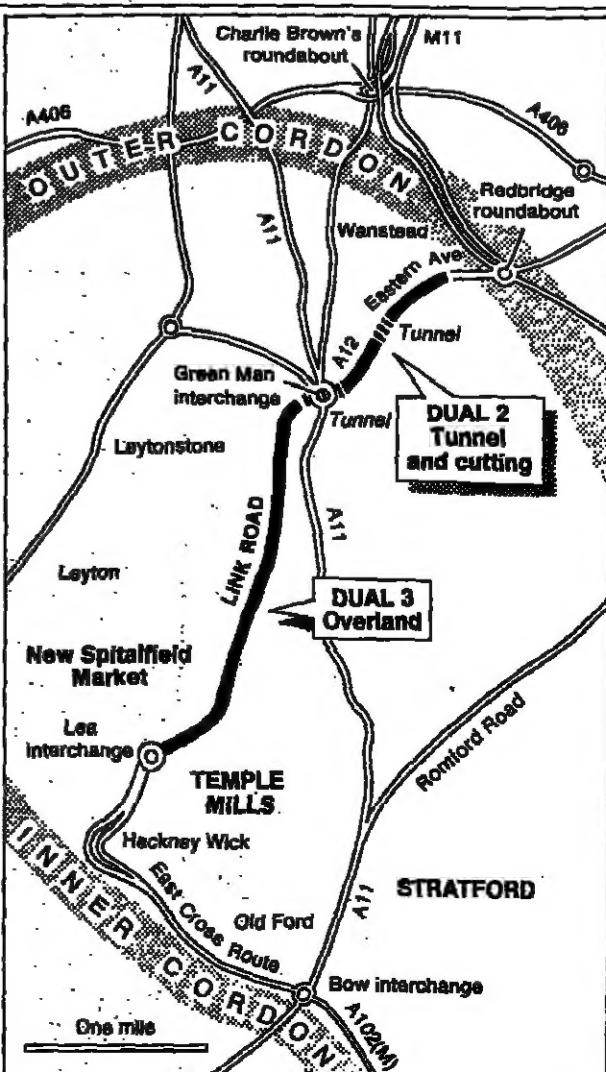 Charlie Brown's
roundabout
M11
A11
A406
A406
OUTER CORDON
Redbridge
roundabout
A11
Wanstead
Eastern Ave
A12
Tunnel
Green Man
interchange
Tunnel
DUAL 2
Tunnel
and cutting
Leytonstone
A11
LINK ROAD
Leyton
DUAL 3
Overland
New Spitalfield
Market
Romford Road
Lea
interchange
TEMPLE
MILLS
Hackney Wick
INNER CORDON
East Cross
Route
A11
STRATFORD
Old Ford
Bow interchange
One mile
A102(M)